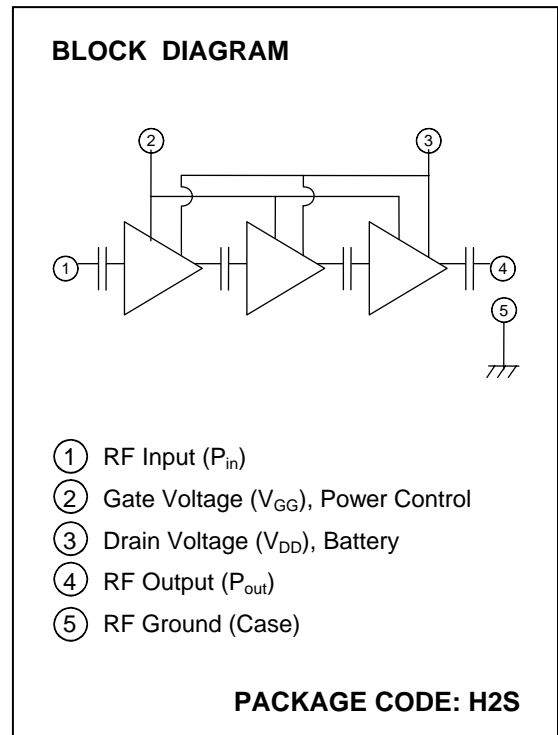 BLOCK DIAGRAM
2 3
1 4
5
1 RF Input (Pin)
2 Gate Voltage (VGG), Power Control
3 Drain Voltage (VDD), Battery
4 RF Output (Pout)
5 RF Ground (Case)
PACKAGE CODE: H2S